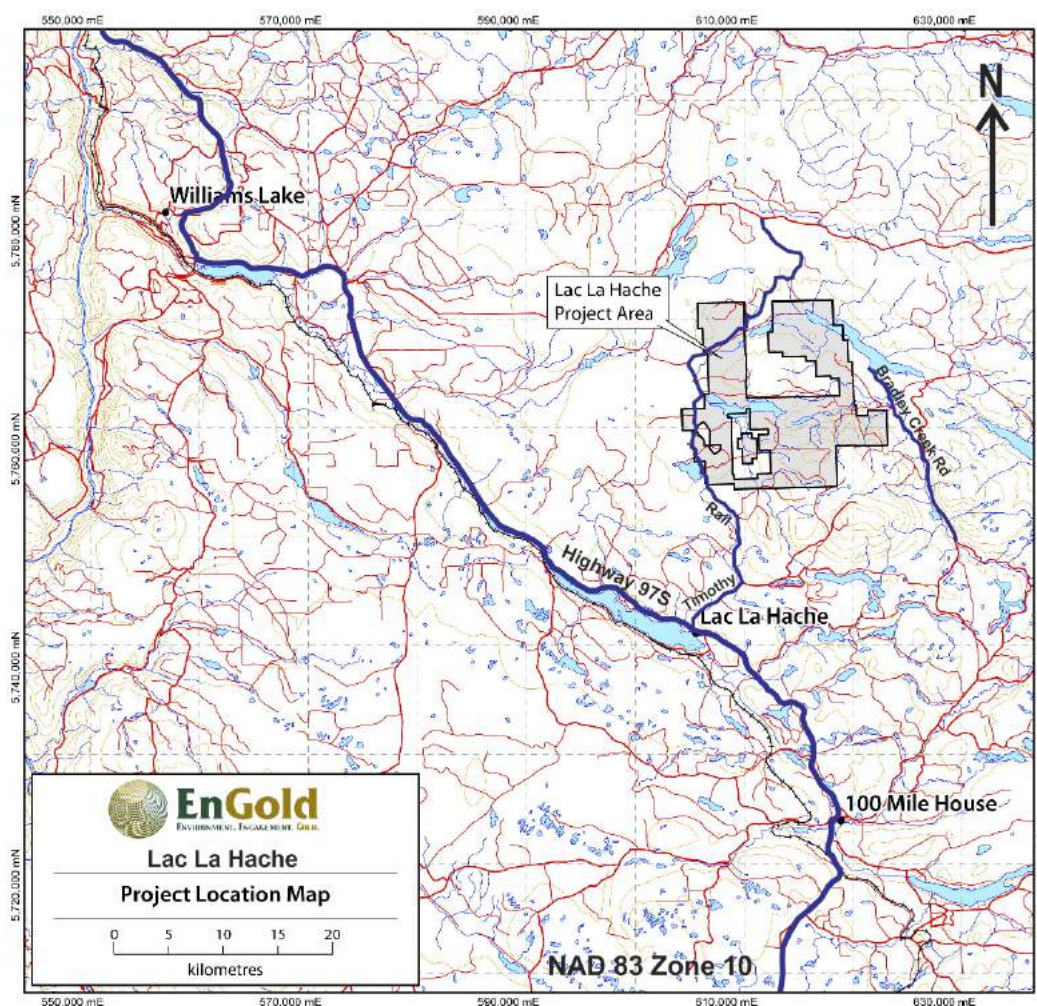 550,000 mE
570,000 mE
590,000 mE
610,000 mE
630,000 mE
N
Williams Lake
5,780,000 mN
Lac La Hache
Project Area
Bradley Creek Rd
5,760,000 mN
Rail
Highway 97S
Timothy
Lac La Hache
5,740,000 mN
100 Mile House
EnGold
ENVIRONMENT. ENGAGEMENT. GOLD.
Lac La Hache
Project Location Map
0 5 10 15 20
kilometres
5,720,000 mN
NAD 83 Zone 10
550,000 mE
570,000 mE
590,000 mE
610,000 mE
630,000 mE